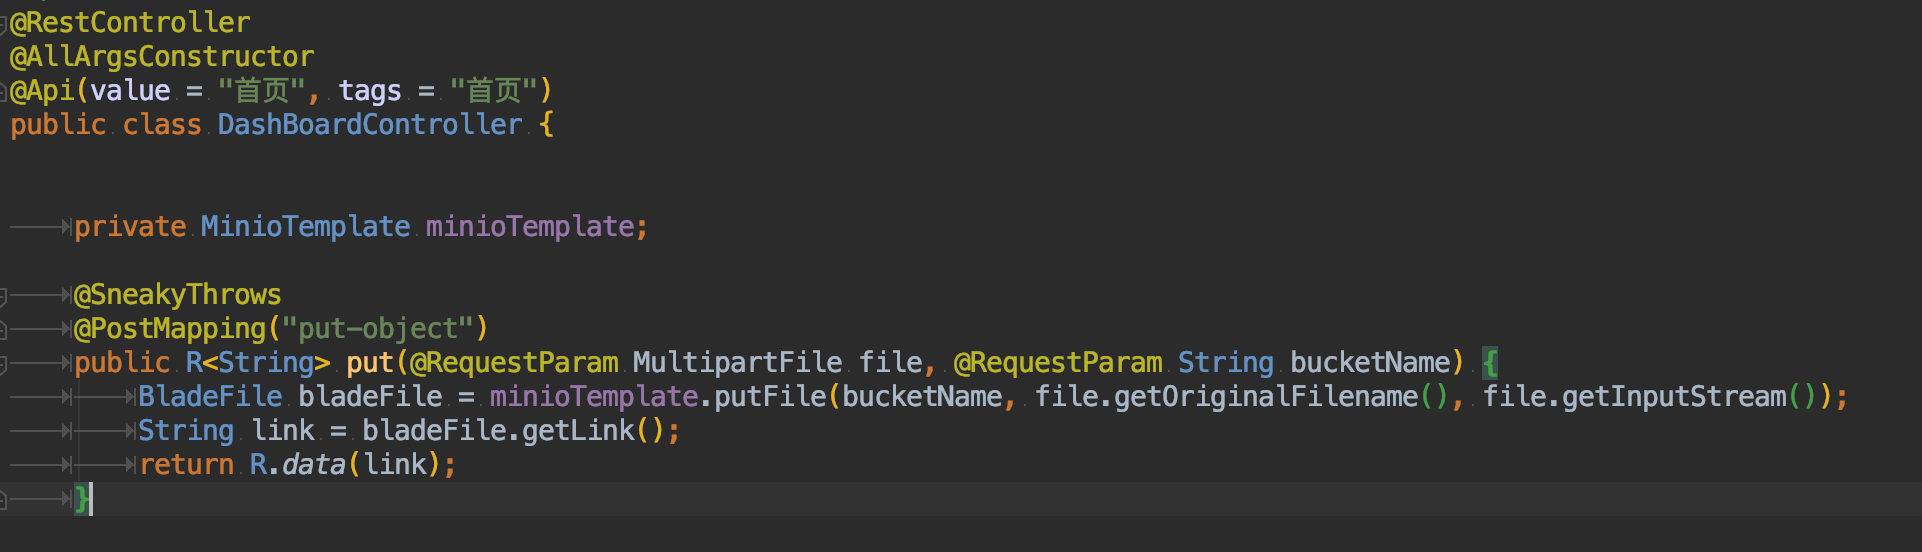 @RestController
@AllArgsConstructor
@Api(value = "首页", tags = "首页")
public class DashBoardController {
private MinioTemplate minioTemplate;
@SneakyThrows
@PostMapping("put-object")
public R<String> put(@RequestParam MultipartFile file, @RequestParam String bucketName) {
BladeFile bladeFile = minioTemplate.putFile(bucketName, file.getOriginalFilename(), file.getInputStream());
String link = bladeFile.getLink();
return R.data(link);
}